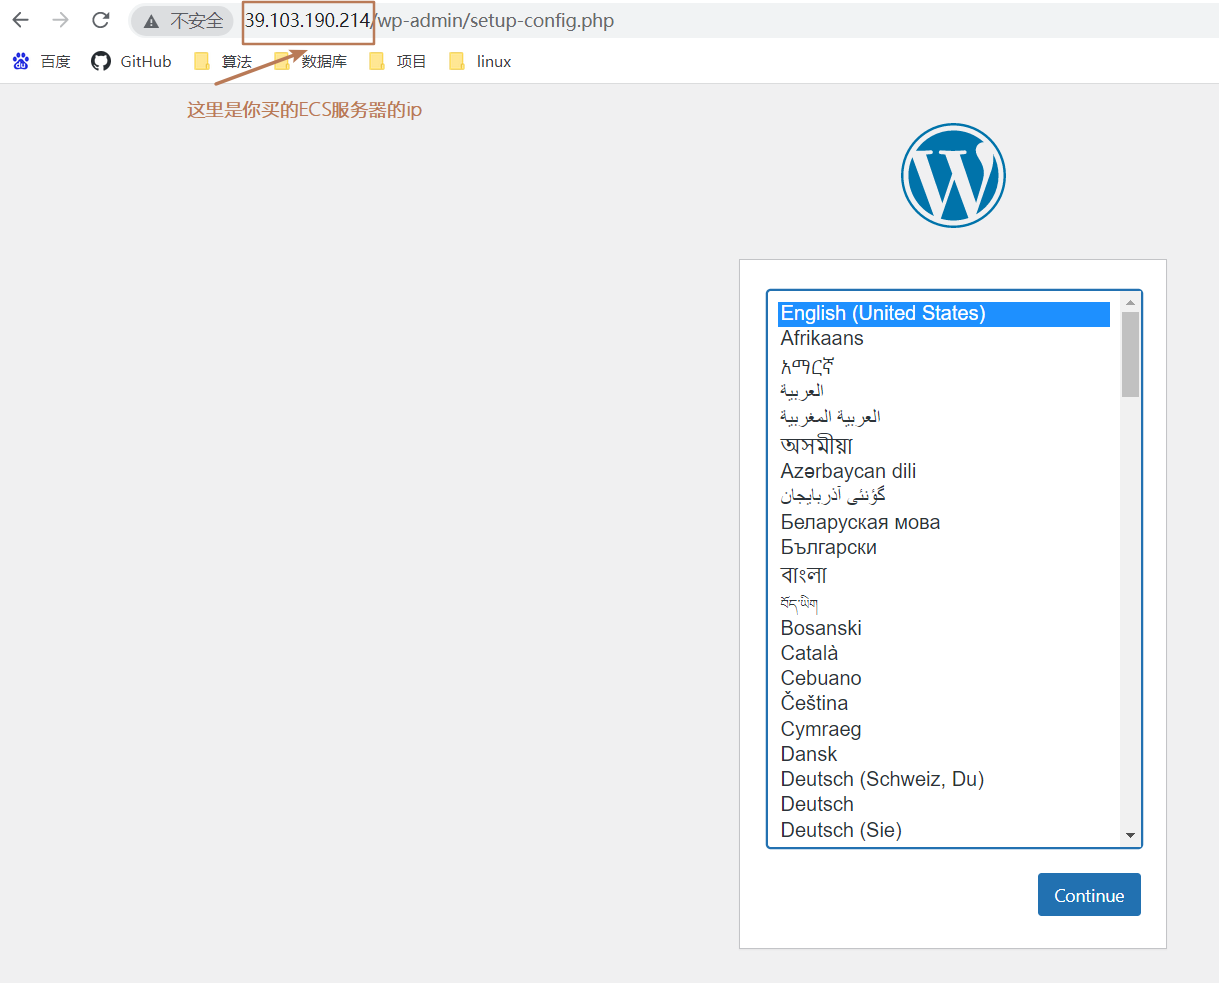 不安全 39.103.190.214/wp-admin/setup-config.php
百度 GitHub 算法 数据库 项目 linux
这里是你买的ECS服务器的ip
English (United States)
Afrikaans
አማርኛ
العربية
العربية المغربية
অসমীয়া
Azərbaycan dili
گؤنئی آذربایجان
Беларуская мова
Български
বাংলা
བོད་ཡིག
Bosanski
Català
Cebuano
Čeština
Cymraeg
Dansk
Deutsch (Schweiz, Du)
Deutsch
Deutsch (Sie)
Continue